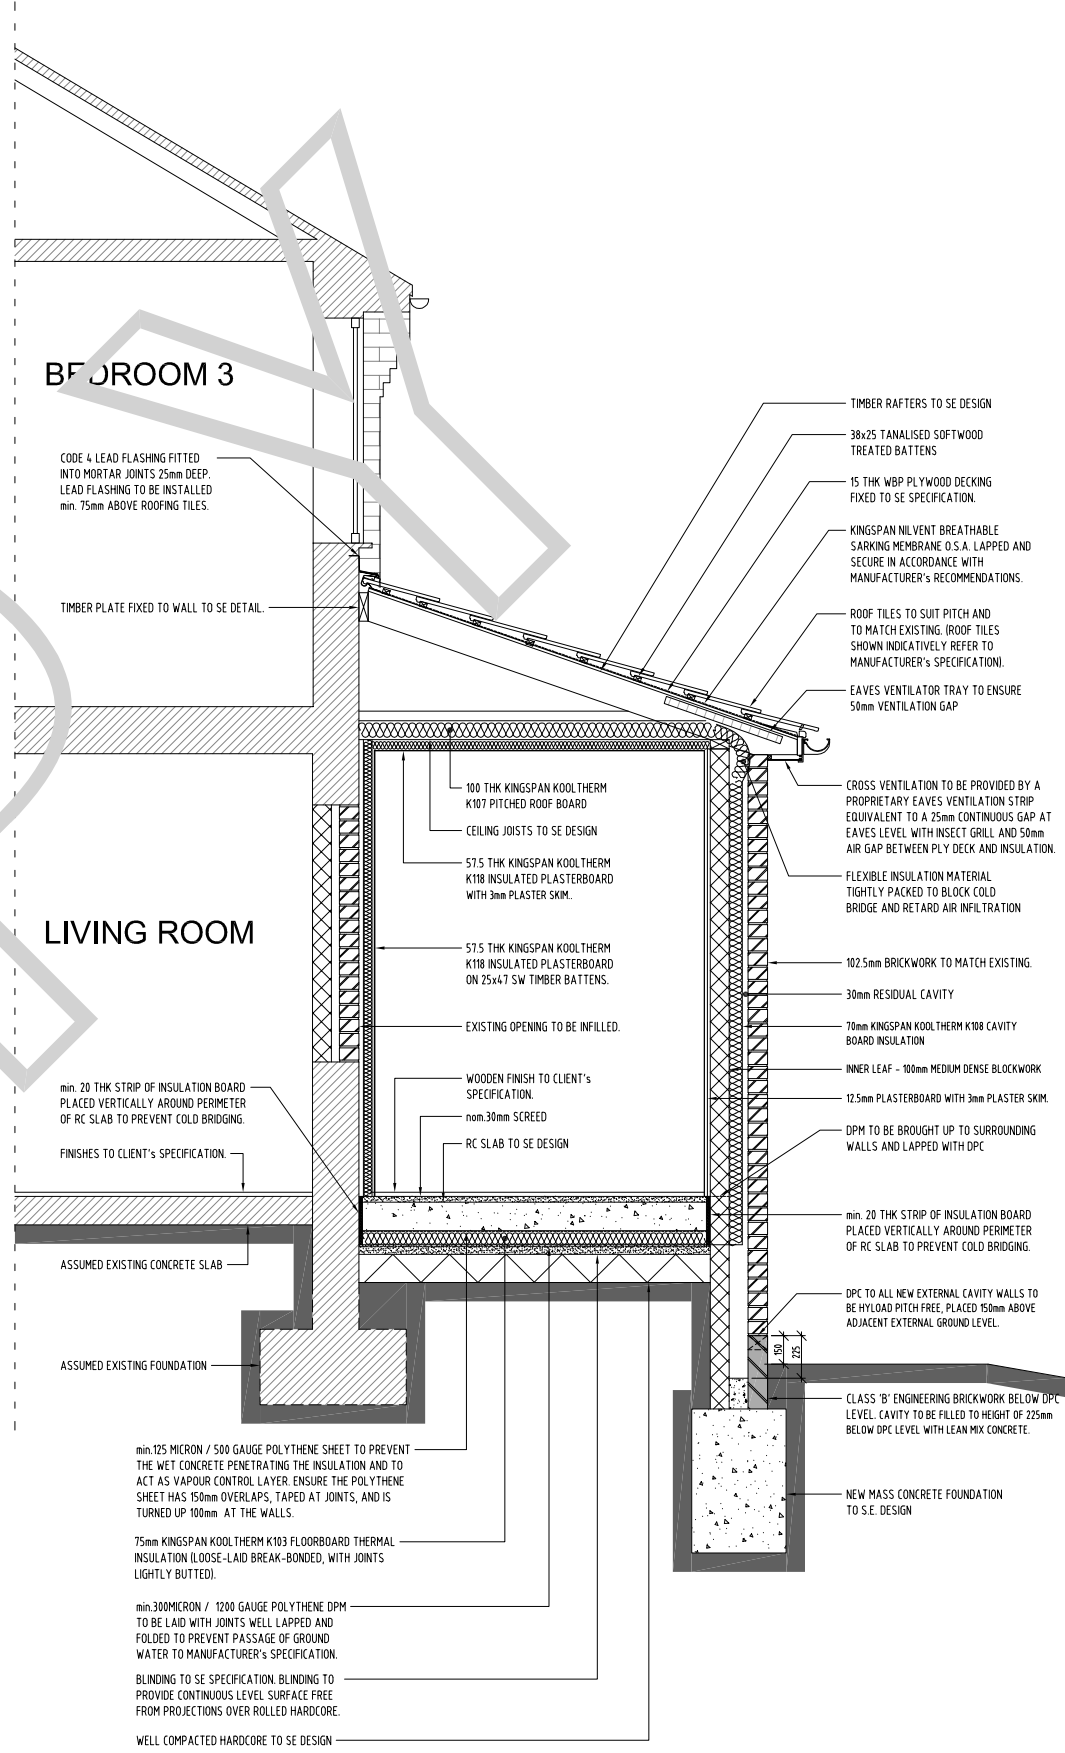 BEDROOM 3
CODE 4 LEAD FLASHING FITTED
INTO MORTAR JOINTS 25mm DEEP.
LEAD FLASHING TO BE INSTALLED
min. 75mm ABOVE ROOFING TILES.
TIMBER PLATE FIXED TO WALL TO SE DETAIL.
TIMBER RAFTERS TO SE DESIGN
38x25 TANALISED SOFTWOOD
TREATED BATTENS
15 THK WBP PLYWOOD DECKING
FIXED TO SE SPECIFICATION.
KINGSPAN NILVENT BREATHABLE
SARKING MEMBRANE O.S.A. LAPPED AND
SECURE IN ACCORDANCE WITH
MANUFACTURER's RECOMMENDATIONS.
ROOF TILES TO SUIT PITCH AND
TO MATCH EXISTING. (ROOF TILES
SHOWN INDICATIVELY REFER TO
MANUFACTURER's SPECIFICATION).
EAVES VENTILATOR TRAY TO ENSURE
50mm VENTILATION GAP
CROSS VENTILATION TO BE PROVIDED BY A
PROPRIETARY EAVES VENTILATION STRIP
EQUIVALENT TO A 25mm CONTINUOUS GAP AT
EAVES LEVEL WITH INSECT GRILL AND 50mm
AIR GAP BETWEEN PLY DECK AND INSULATION.
FLEXIBLE INSULATION MATERIAL
TIGHTLY PACKED TO BLOCK COLD
BRIDGE AND RETARD AIR INFILTRATION
102.5mm BRICKWORK TO MATCH EXISTING.
30mm RESIDUAL CAVITY
70mm KINGSPAN KOOLTHERM K108 CAVITY
BOARD INSULATION
INNER LEAF - 100mm MEDIUM DENSE BLOCKWORK
12.5mm PLASTERBOARD WITH 3mm PLASTER SKIM.
DPM TO BE BROUGHT UP TO SURROUNDING
WALLS AND LAPPED WITH DPC
min. 20 THK STRIP OF INSULATION BOARD
PLACED VERTICALLY AROUND PERIMETER
OF RC SLAB TO PREVENT COLD BRIDGING.
DPC TO ALL NEW EXTERNAL CAVITY WALLS TO
BE HYLOAD PITCH FREE, PLACED 150mm ABOVE
ADJACENT EXTERNAL GROUND LEVEL.
150
225
CLASS 'B' ENGINEERING BRICKWORK BELOW DPC
LEVEL. CAVITY TO BE FILLED TO HEIGHT OF 225mm
BELOW DPC LEVEL WITH LEAN MIX CONCRETE.
NEW MASS CONCRETE FOUNDATION
TO S.E. DESIGN
100 THK KINGSPAN KOOLTHERM
K107 PITCHED ROOF BOARD
CEILING JOISTS TO SE DESIGN
57.5 THK KINGSPAN KOOLTHERM
K118 INSULATED PLASTERBOARD
WITH 3mm PLASTER SKIM..
57.5 THK KINGSPAN KOOLTHERM
K118 INSULATED PLASTERBOARD
ON 25x47 SW TIMBER BATTENS.
EXISTING OPENING TO BE INFILLED.
WOODEN FINISH TO CLIENT's
SPECIFICATION.
nom.30mm SCREED
RC SLAB TO SE DESIGN
LIVING ROOM
min. 20 THK STRIP OF INSULATION BOARD
PLACED VERTICALLY AROUND PERIMETER
OF RC SLAB TO PREVENT COLD BRIDGING.
FINISHES TO CLIENT's SPECIFICATION.
ASSUMED EXISTING CONCRETE SLAB
ASSUMED EXISTING FOUNDATION
min.125 MICRON / 500 GAUGE POLYTHENE SHEET TO PREVENT
THE WET CONCRETE PENETRATING THE INSULATION AND TO
ACT AS VAPOUR CONTROL LAYER. ENSURE THE POLYTHENE
SHEET HAS 150mm OVERLAPS, TAPED AT JOINTS, AND IS
TURNED UP 100mm AT THE WALLS.
75mm KINGSPAN KOOLTHERM K103 FLOORBOARD THERMAL
INSULATION (LOOSE-LAID BREAK-BONDED, WITH JOINTS
LIGHTLY BUTTED).
min.300MICRON / 1200 GAUGE POLYTHENE DPM
TO BE LAID WITH JOINTS WELL LAPPED AND
FOLDED TO PREVENT PASSAGE OF GROUND
WATER TO MANUFACTURER's SPECIFICATION.
BLINDING TO SE SPECIFICATION. BLINDING TO
PROVIDE CONTINUOUS LEVEL SURFACE FREE
FROM PROJECTIONS OVER ROLLED HARDCORE.
WELL COMPACTED HARDCORE TO SE DESIGN